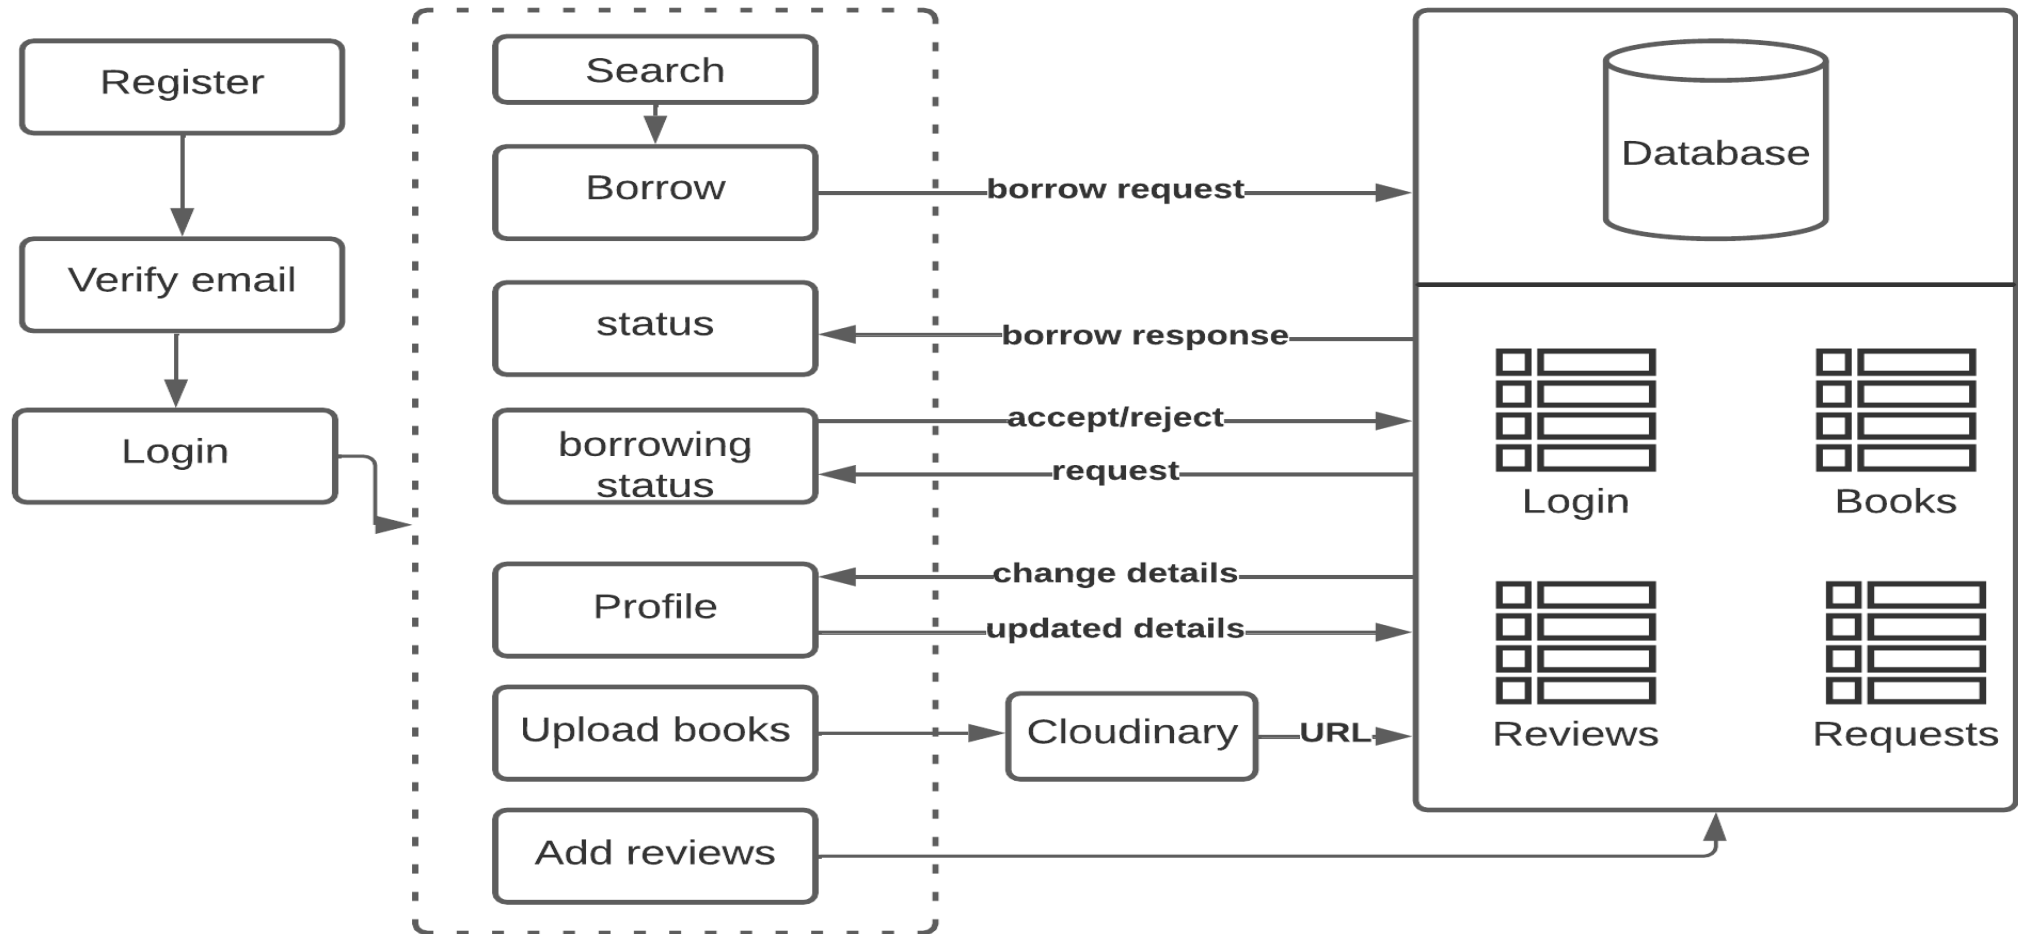 Register
Verify email
Login
Search
Borrow
status
borrowing
status
Profile
Upload books
Add reviews
borrow request
borrow response
accept/reject
request
change details
updated details
Cloudinary
URL
Database
Login
Books
Reviews
Requests